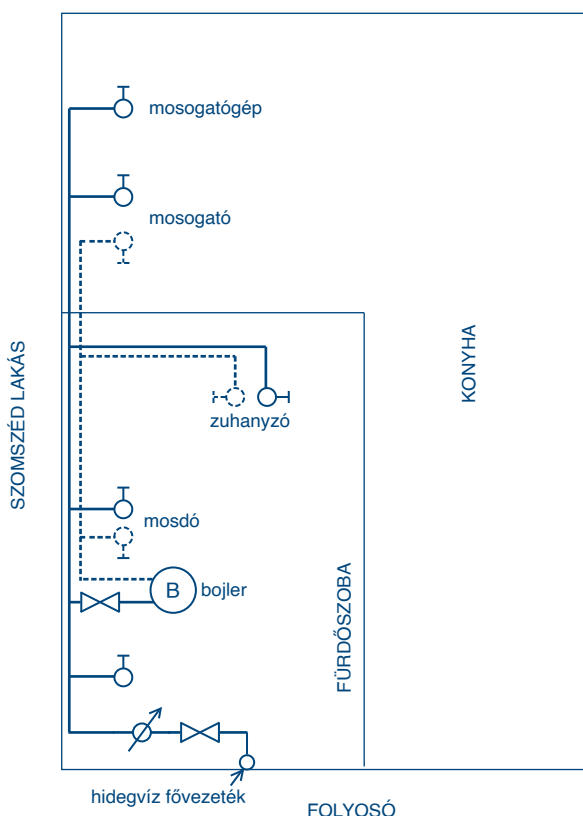 mosogatógép
mosogató
SZOMSZÉD LAKÁS
KONYHA
zuhanyzó
mosdó
B
bojler
FÜRDŐSZOBA
hidegvíz fővezeték
FOLYOSÓ